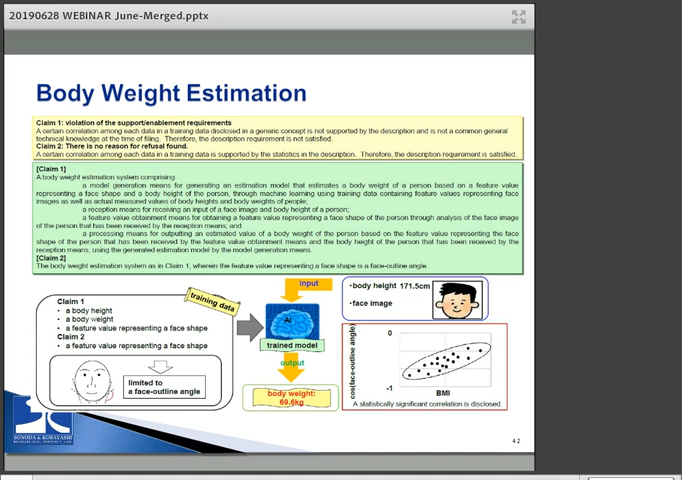 20190628 WEBINAR June-Merged.pptx
Body Weight Estimation
Claim 1: violation of the support/enablement requirements
A certain correlation among each data in a training data disclosed in a generic concept is not supported by the description and is not a common general
technical knowledge at the time of filing. Therefore, the description requirement is not satisfied.
Claim 2: There is no reason for refusal found.
A certain correlation among each data in a training data is supported by the statistics in the description. Therefore, the description requirement is satisfied.
[Claim 1]
A body weight estimation system comprising:
a model generation means for generating an estimation model that estimates a body weight of a person based on a feature value
representing a face shape and a body height of the person, through machine learning using training data containing feature values representing face
images as well as actual measured values of body heights and body weights of people;
a reception means for receiving an input of a face image and body height of a person;
a feature value obtainment means for obtaining a feature value representing a face shape of the person through analysis of the face image
of the person that has been received by the reception means; and
a processing means for outputting an estimated value of a body weight of the person based on the feature value representing the face
shape of the person that has been received by the feature value obtainment means and the body height of the person that has been received by the
reception means, using the generated estimation model by the model generation means.
[Claim 2]
The body weight estimation system as in Claim 1, wherein the feature value representing a face shape is a face-outline angle.
Claim 1
• a body height
• a body weight
• a feature value representing a face shape
Claim 2
• a feature value representing a face shape
limited to
a face-outline angle
training data
input
AI
trained model
output
body weight:
69.6kg
•body height 171.5cm
•face image
cos(face-outline angle)
0
-1
BMI
A statistically significant correlation is disclosed.
SONODA & KOBAYASHI
INTELLECTUAL PROPERTY LAW
42